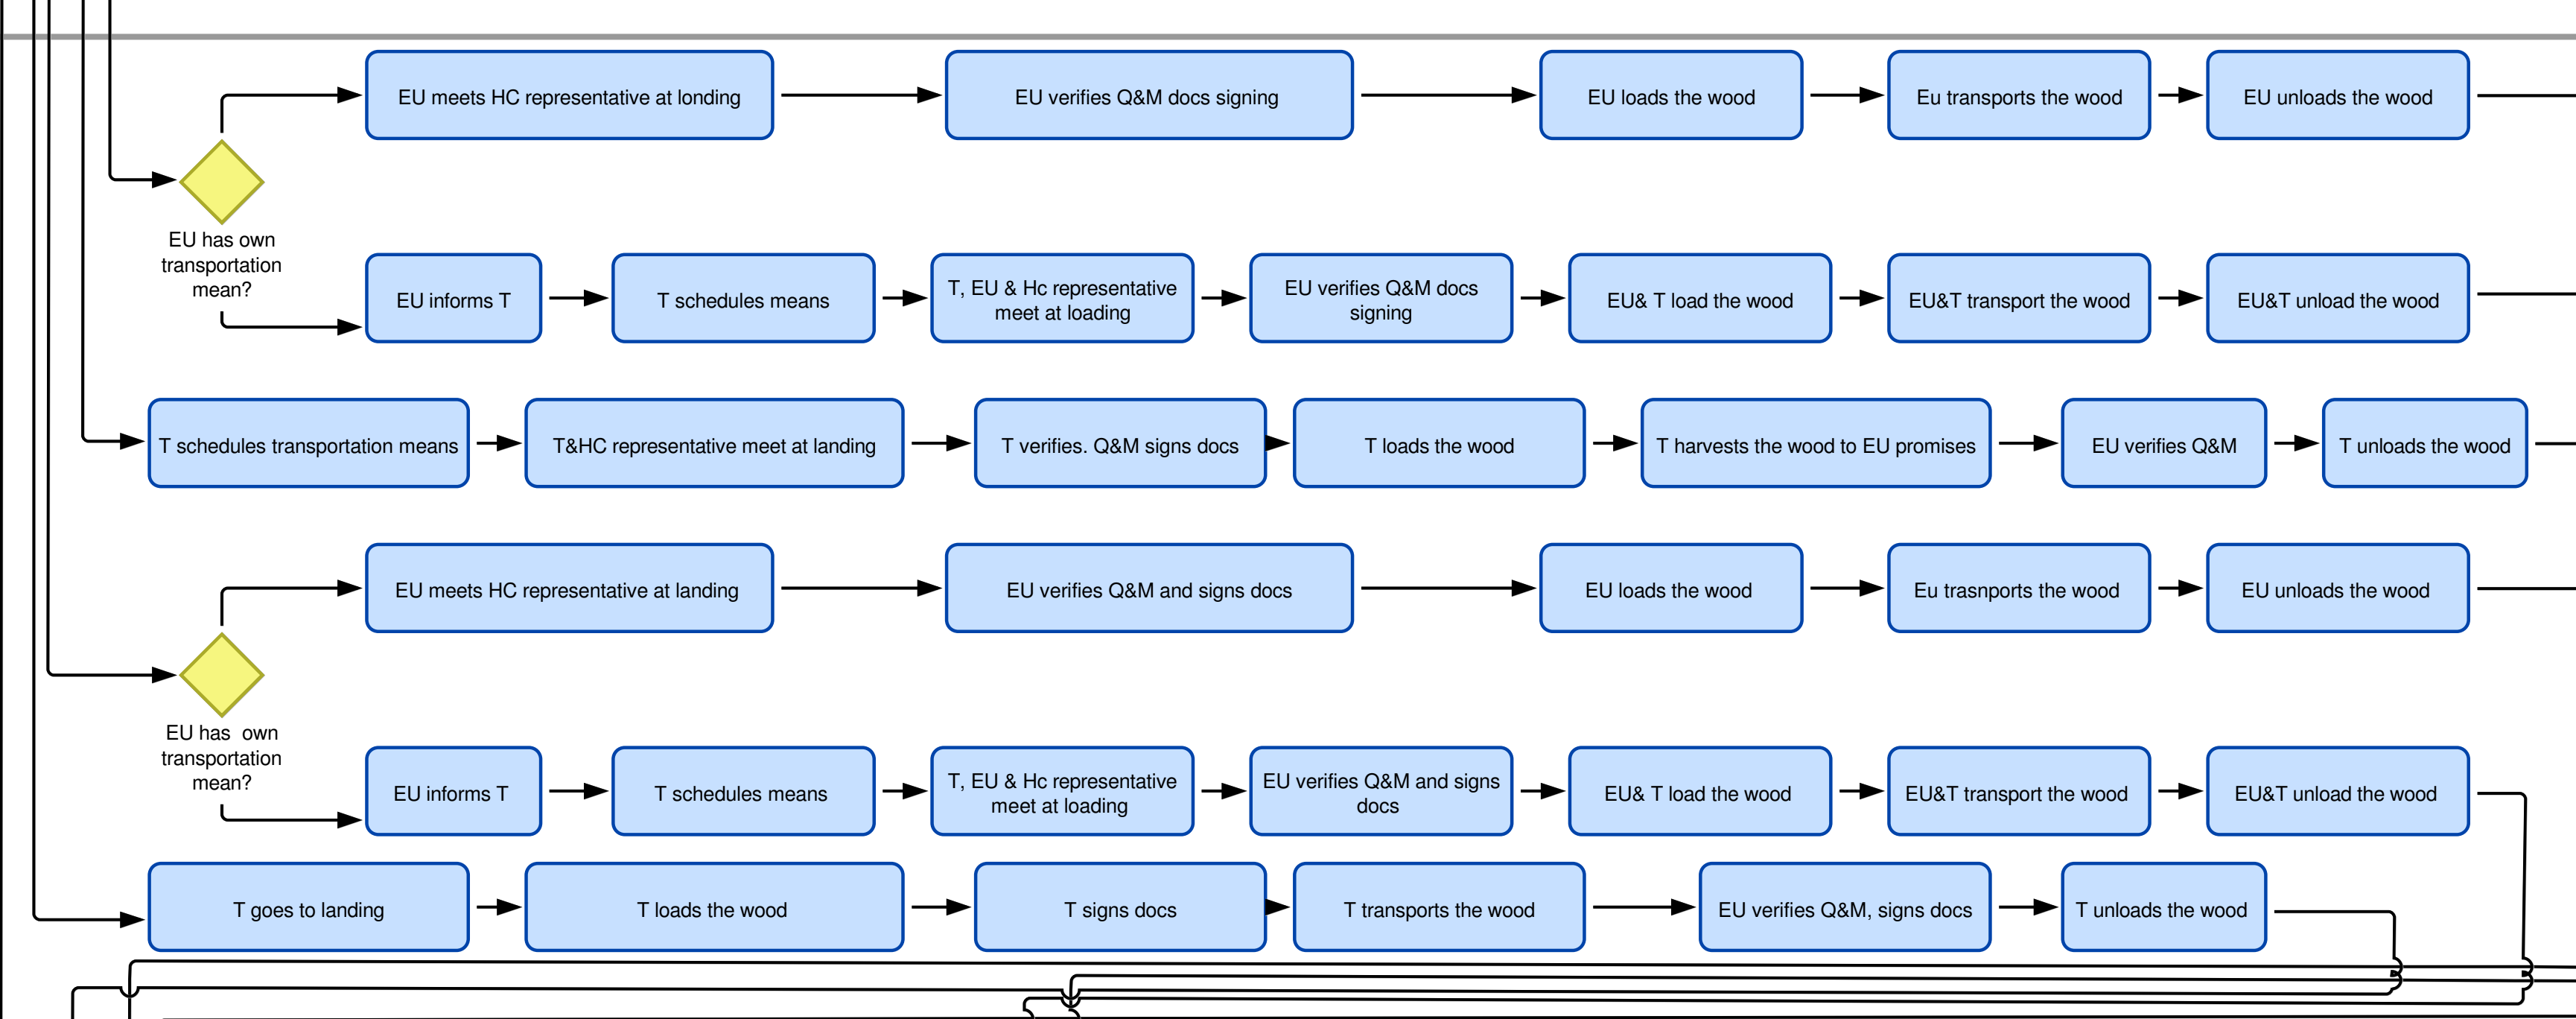 EU meets HC representative at londing
EU verifies Q&M docs signing
EU loads the wood
Eu transports the wood
EU unloads the wood
EU has own
transportation
mean?
EU informs T
T schedules means
T, EU & Hc representative
meet at loading
EU verifies Q&M docs
signing
EU& T load the wood
EU&T transport the wood
EU&T unload the wood
T schedules transportation means
T&HC representative meet at landing
T verifies. Q&M signs docs
T loads the wood
T harvests the wood to EU promises
EU verifies Q&M
T unloads the wood
EU meets HC representative at landing
EU verifies Q&M and signs docs
EU loads the wood
Eu trasnports the wood
EU unloads the wood
EU has  own
transportation
mean?
EU informs T
T schedules means
T, EU & Hc representative
meet at loading
EU verifies Q&M and signs
docs
EU& T load the wood
EU&T transport the wood
EU&T unload the wood
T goes to landing
T loads the wood
T signs docs
T transports the wood
EU verifies Q&M, signs docs
T unloads the wood